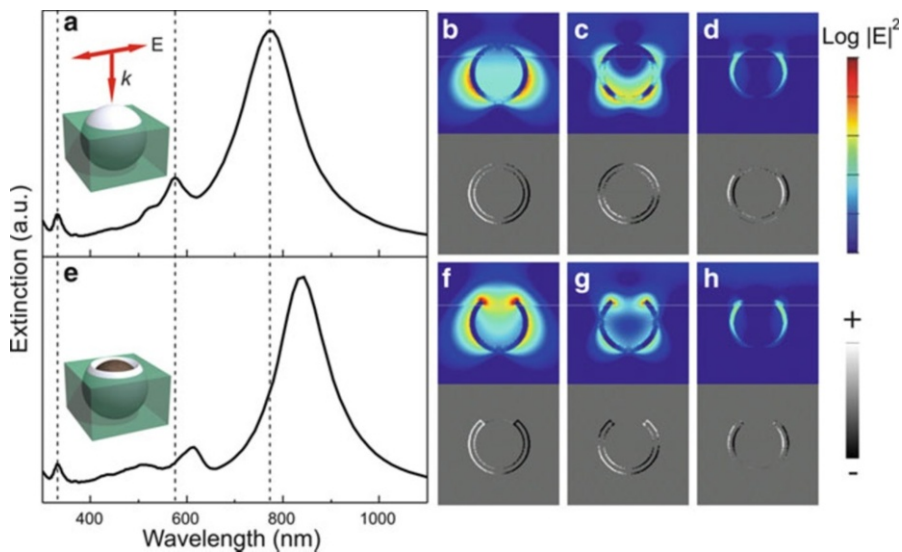 a
E
k
Extinction (a.u.)
e
400 600 800 1000
Wavelength (nm)
b c d
f g h
Log |E|²
+
-